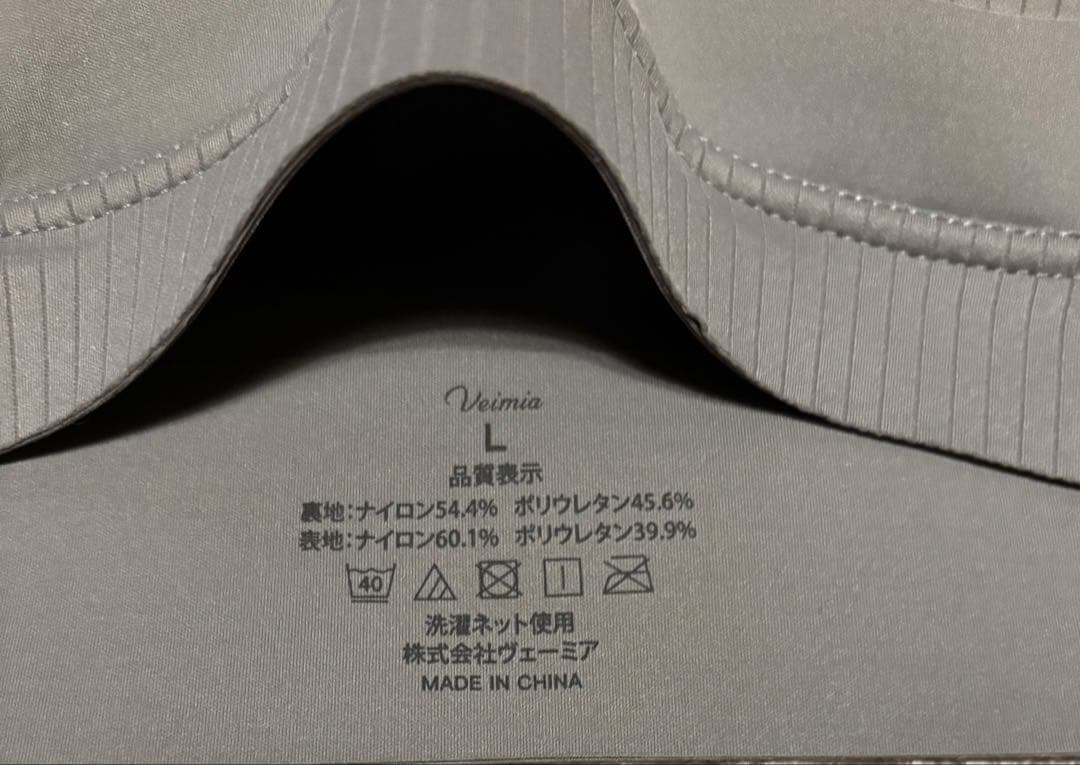 Veimia
L
品質表示
裏地:ナイロン54.4% ポリウレタン45.6%
表地:ナイロン60.1% ポリウレタン39.9%
40
洗濯ネット使用
株式会社ヴェーミア
MADE IN CHINA